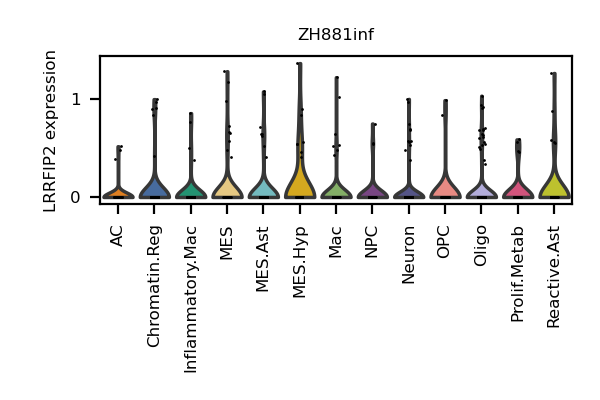 ZH881inf
LRRFIP2 expression
1
0
AC
Chromatin.Reg
Inflammatory.Mac
MES
MES.Ast
MES.Hyp
Mac
NPC
Neuron
OPC
Oligo
Prolif.Metab
Reactive.Ast